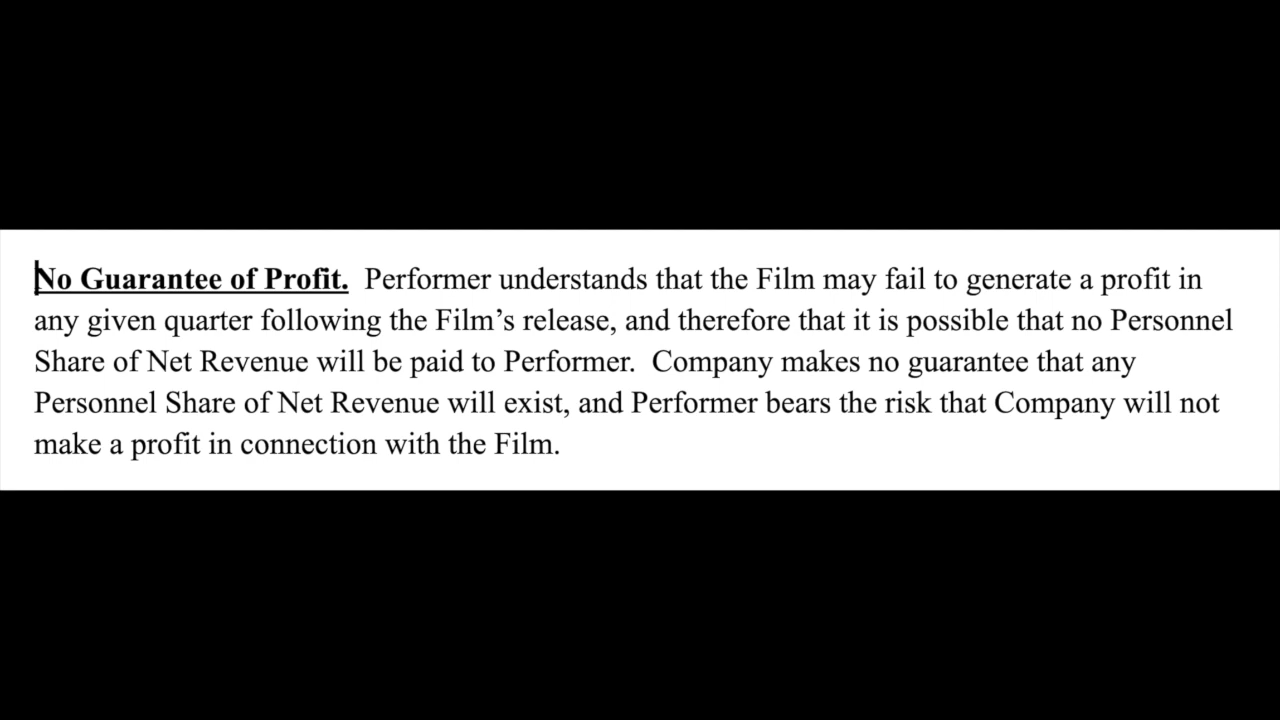 No Guarantee of Profit.  Performer understands that the Film may fail to generate a profit in
any given quarter following the Film’s release, and therefore that it is possible that no Personnel
Share of Net Revenue will be paid to Performer.  Company makes no guarantee that any
Personnel Share of Net Revenue will exist, and Performer bears the risk that Company will not
make a profit in connection with the Film.